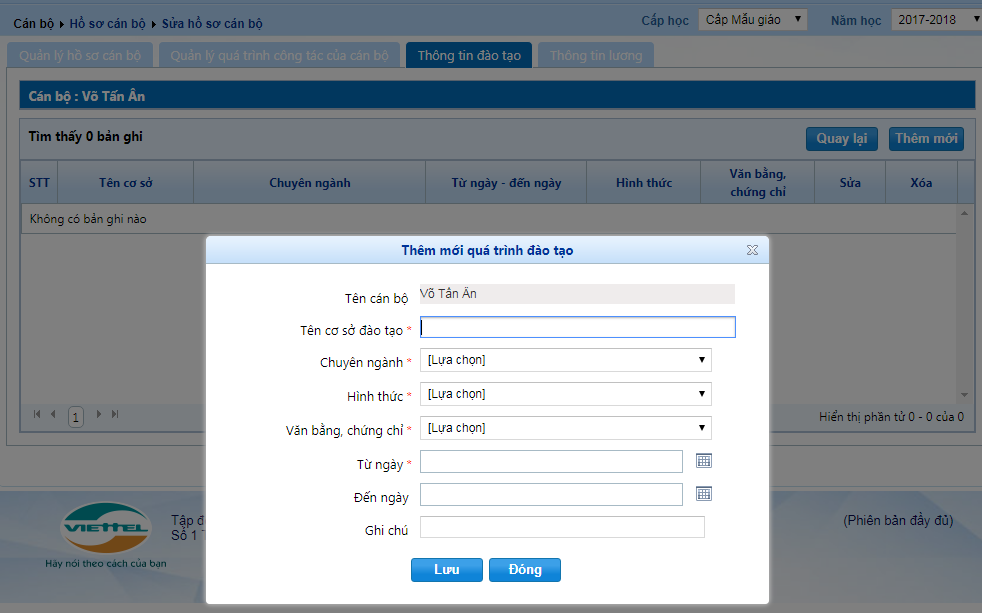 Cán bộ Hồ sơ cán bộ Sửa hồ sơ cán bộ Cấp học Cấp Mẫu giáo Năm học 2017-2018
Quản lý hồ sơ cán bộ Quản lý quá trình công tác của cán bộ Thông tin đào tạo Thông tin lương
Cán bộ : Võ Tấn Ân
Tìm thấy 0 bản ghi Quay lại Thêm mới
STT Tên cơ sở Chuyên ngành Từ ngày - đến ngày Hình thức Văn bằng, chứng chỉ Sửa Xóa
Không có bản ghi nào
Thêm mới quá trình đào tạo
Tên cán bộ Võ Tấn Ân
Tên cơ sở đào tạo *
Chuyên ngành * [Lựa chọn]
Hình thức * [Lựa chọn]
Văn bằng, chứng chỉ * [Lựa chọn]
Từ ngày *
Đến ngày
Ghi chú
Lưu Đóng
1 Hiển thị phần tử 0 - 0 của 0
VIETTEL
Hãy nói theo cách của bạn
Tập
Số 1
(Phiên bản đầy đủ)